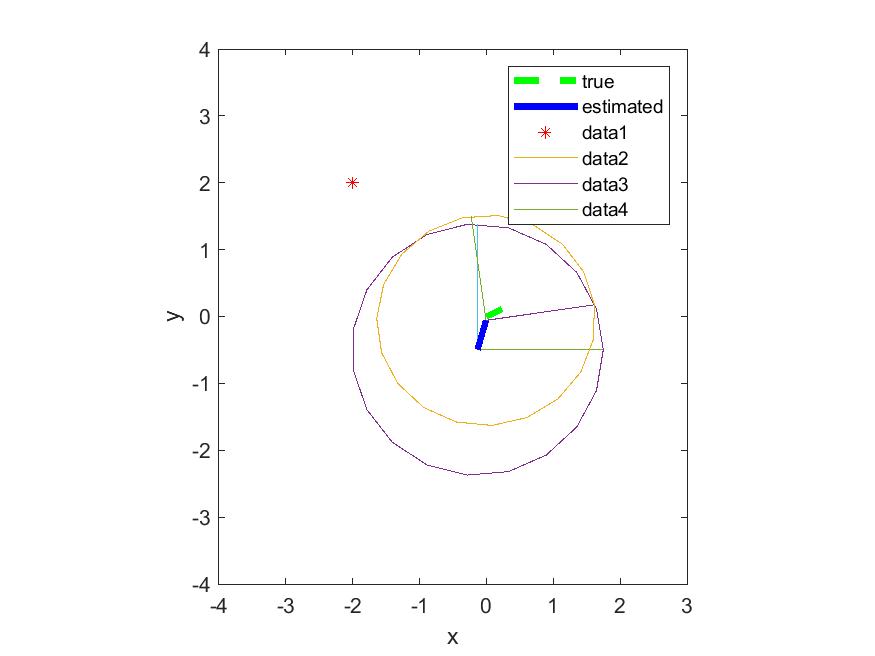 4
3
2
1
0
-1
-2
-3
-4
y
true
estimated
data1
data2
data3
data4
-4 -3 -2 -1 0 1 2 3
x